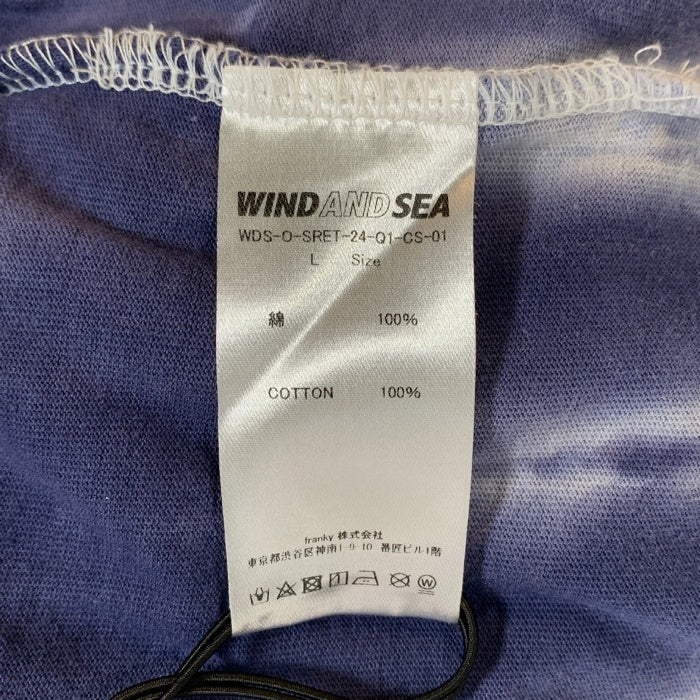 WINDANDSEA
WDS-O-SRET-24-Q1-CS-01
L Size
綿 100%
COTTON 100%
franky 株式会社
東京都渋谷区神南1-9-10 番匠ビル1階